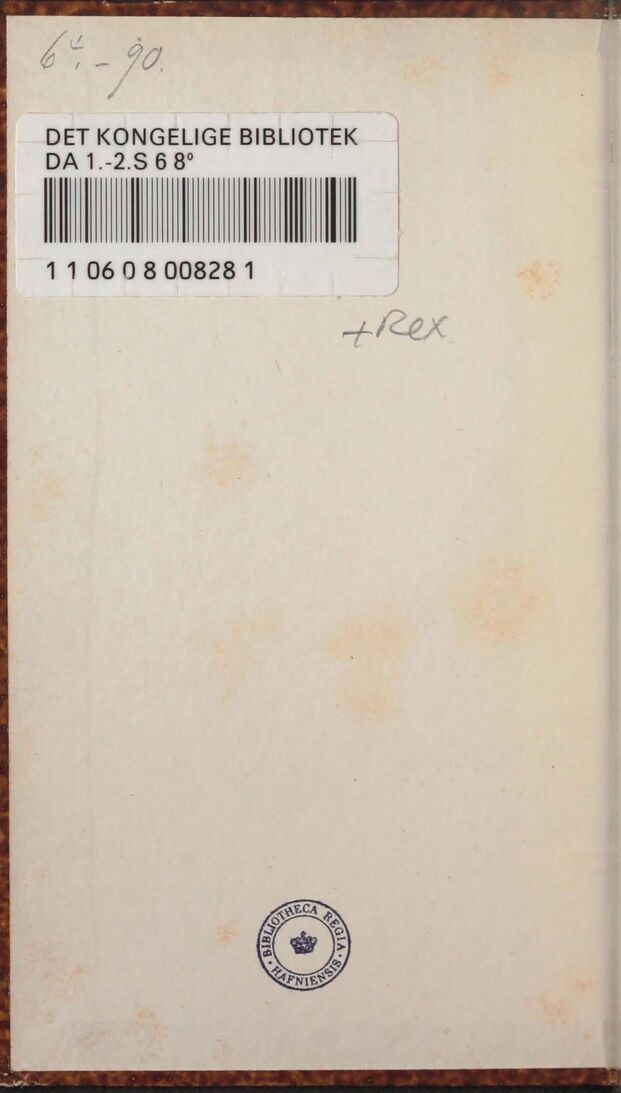 6 - 90.
DET KONGELIGE BIBLIOTEK
DA 1.-2.S 6 8º
1 1 06 0 8 00828 1
+Rex
BIBLIOTHECA REGIA
HAFNIENSIS